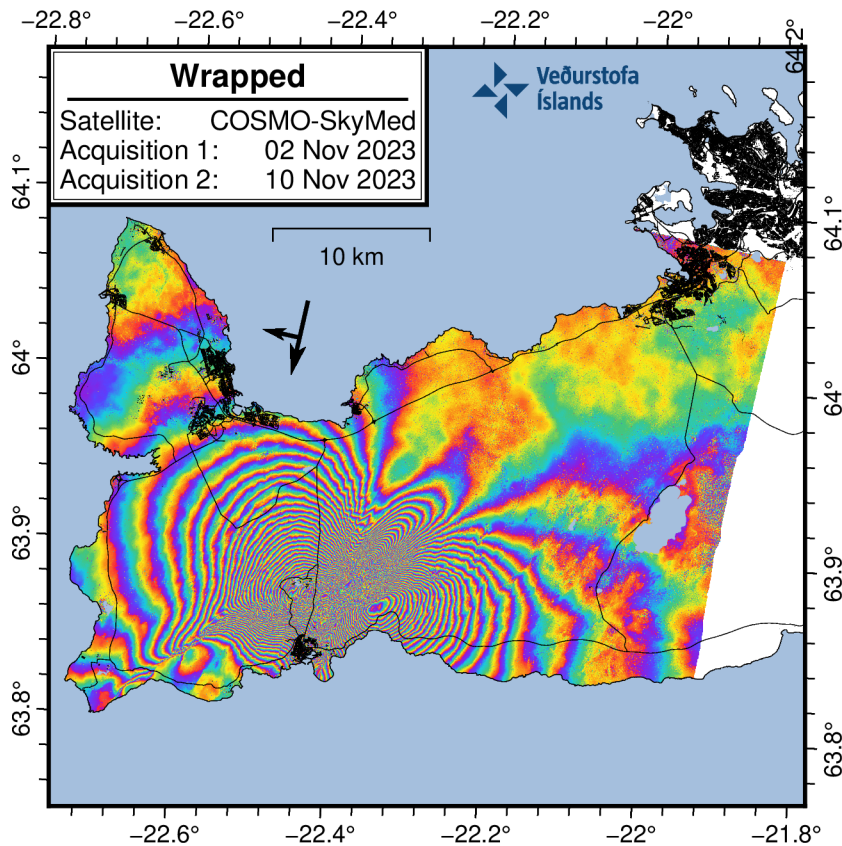 −22.8° −22.6° −22.4° −22.2° −22° 64.2°
Wrapped
Satellite: COSMO-SkyMed
Acquisition 1: 02 Nov 2023
Acquisition 2: 10 Nov 2023
Veðurstofa
Íslands
64.1° 64.1°
10 km
64° 64°
63.9° 63.9°
63.8° 63.8°
−22.6° −22.4° −22.2° −22° −21.8°